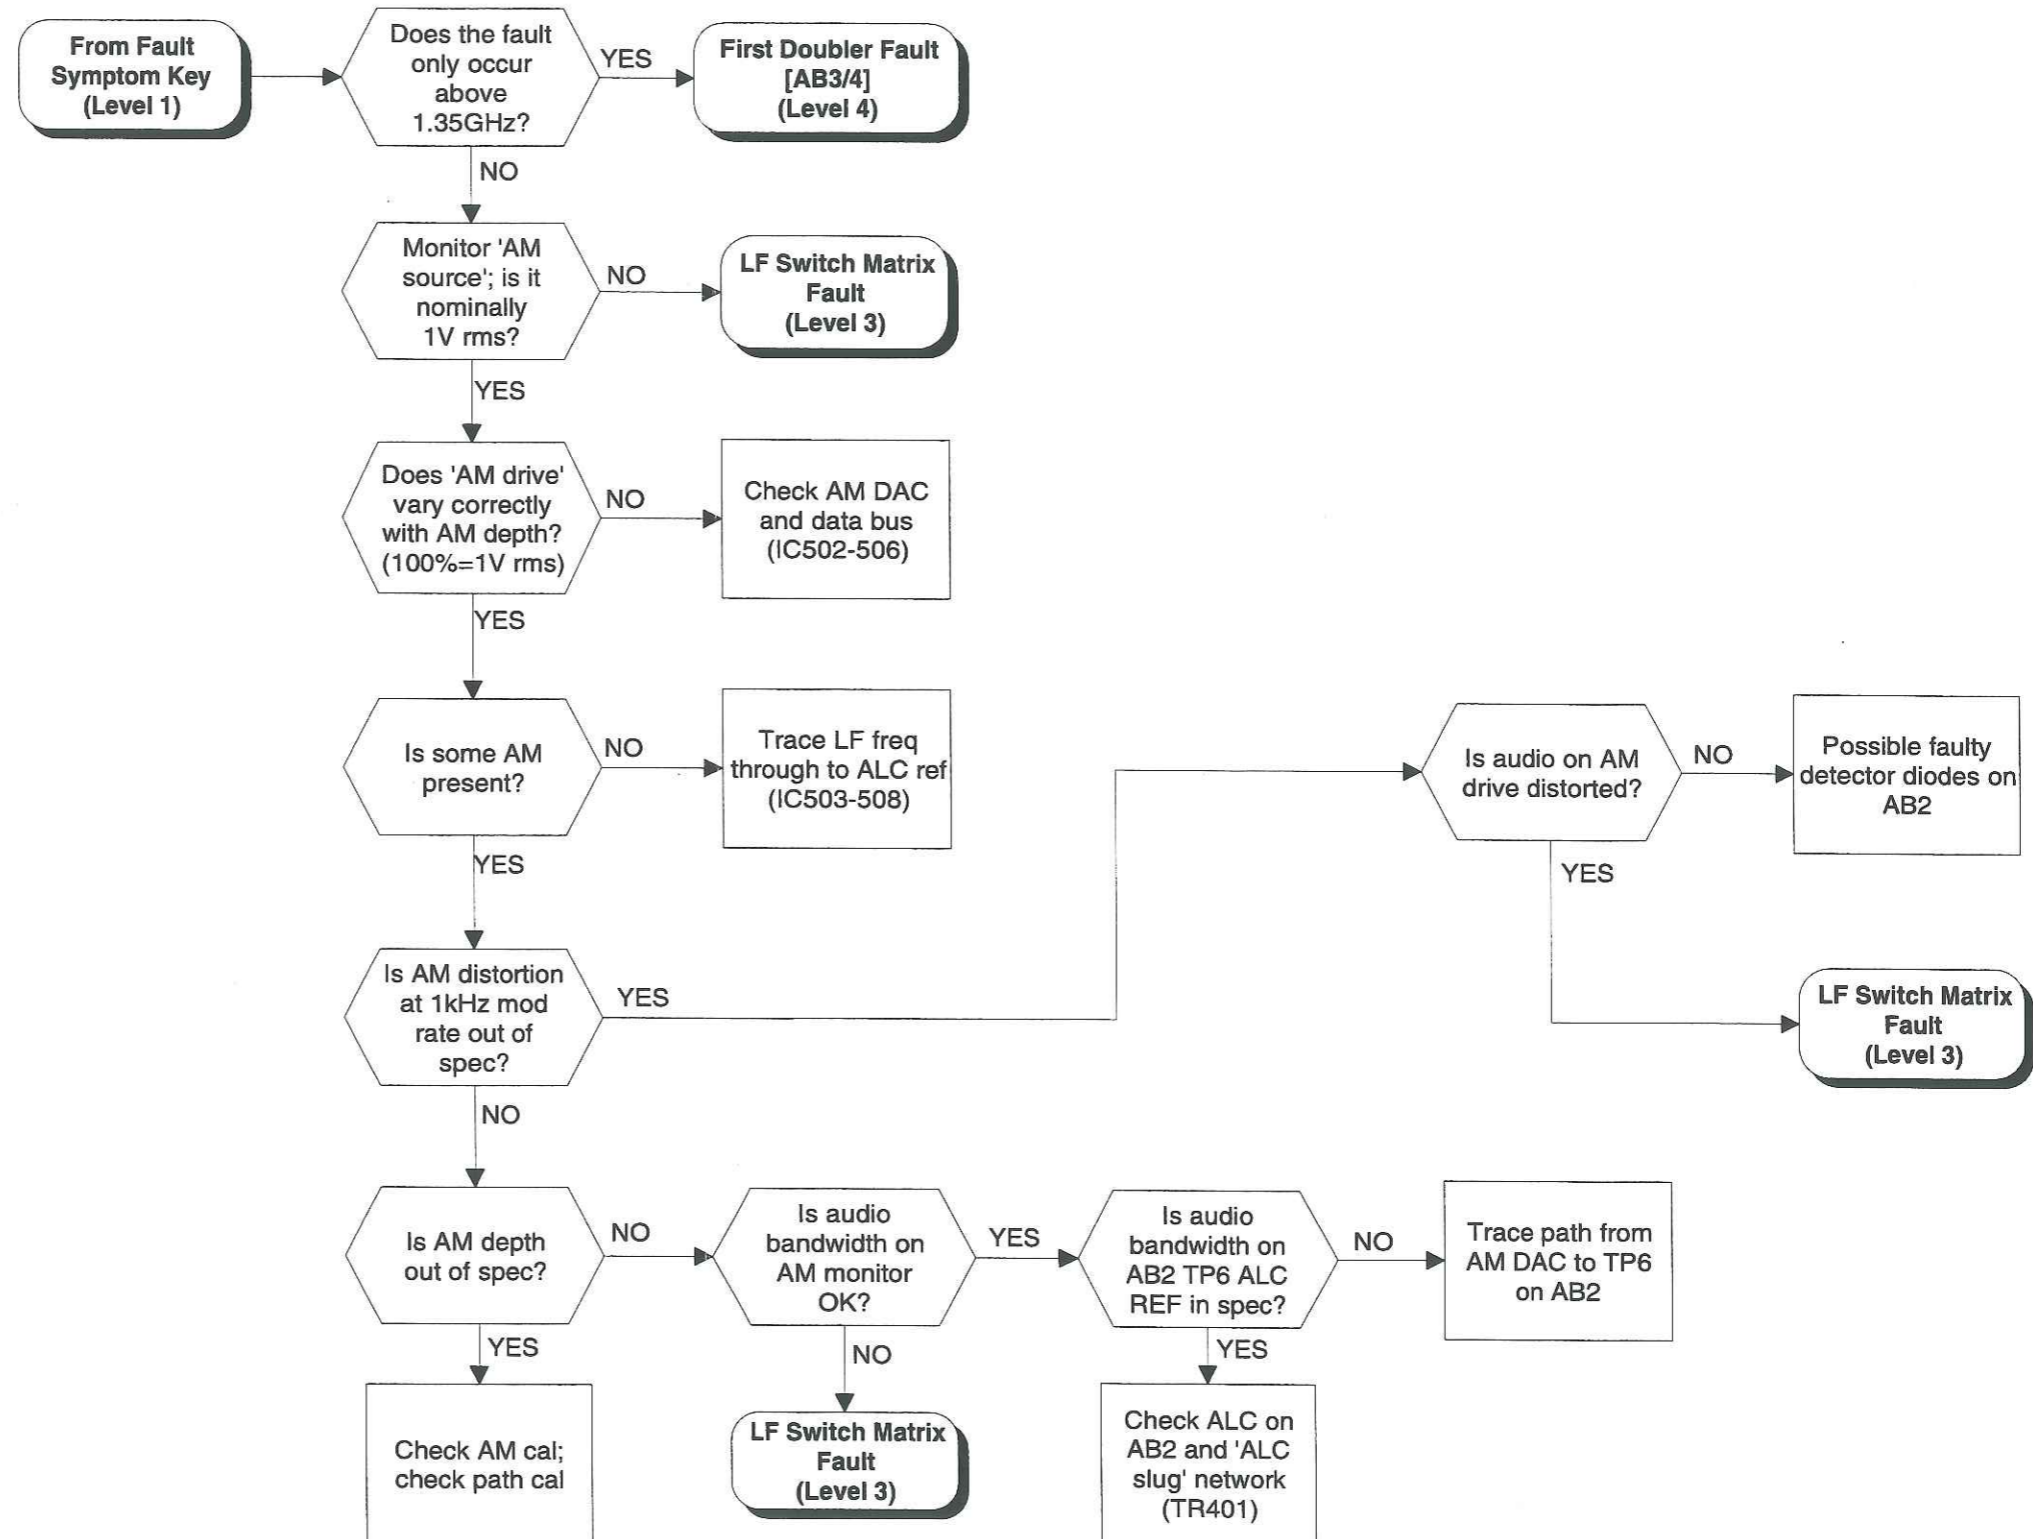 From Fault
Symptom Key
(Level 1)
Does the fault
only occur
above
1.35GHz?
YES
First Doubler Fault
[AB3/4]
(Level 4)
NO
Monitor 'AM
source'; is it
nominally
1V rms?
NO
LF Switch Matrix
Fault
(Level 3)
YES
Does 'AM drive'
vary correctly
with AM depth?
(100%=1V rms)
NO
Check AM DAC
and data bus
(IC502-506)
YES
Is some AM
present?
NO
Trace LF freq
through to ALC ref
(IC503-508)
Is audio on AM
drive distorted?
NO
Possible faulty
detector diodes on
AB2
YES
YES
Is AM distortion
at 1kHz mod
rate out of
spec?
YES
LF Switch Matrix
Fault
(Level 3)
NO
Is AM depth
out of spec?
NO
Is audio
bandwidth on
AM monitor
OK?
YES
Is audio
bandwidth on
AB2 TP6 ALC
REF in spec?
NO
Trace path from
AM DAC to TP6
on AB2
YES
NO
YES
Check AM cal;
check path cal
LF Switch Matrix
Fault
(Level 3)
Check ALC on
AB2 and 'ALC
slug' network
(TR401)